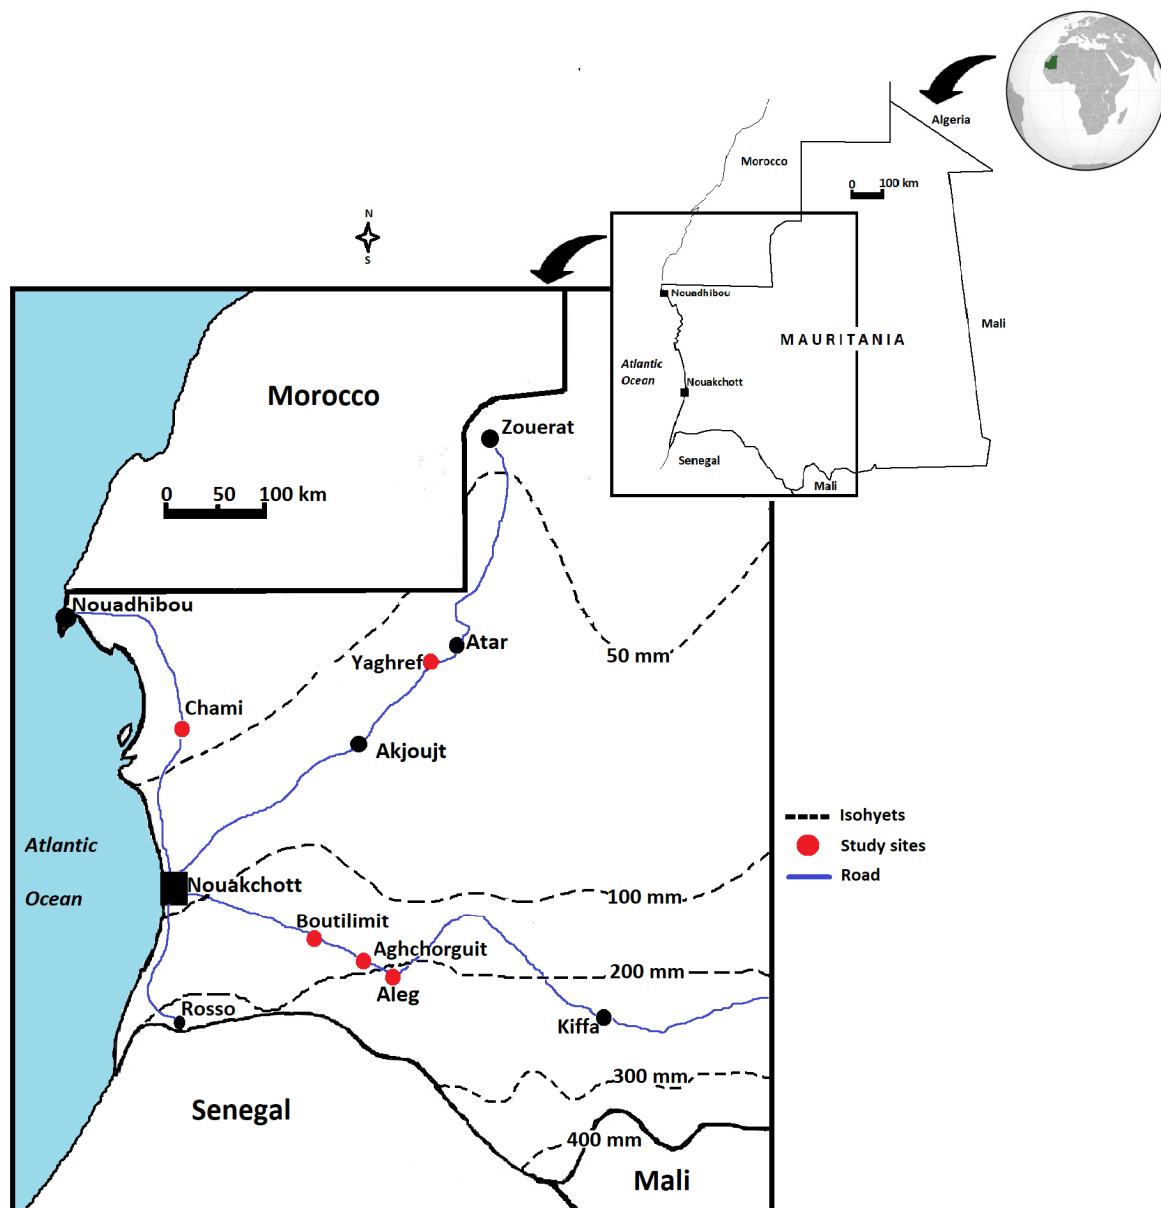 Algeria
Morocco
0 100 km
N
S
Nouadhibou
Mali
MAURITANIA
Atlantic
Ocean
Nouakchott
Senegal
Mali
Morocco
Zouerat
0 50 100 km
Nouadhibou
Atar
50 mm
Yaghref
Chami
Akjoujt
Isohyets
Atlantic
Study sites
Road
Ocean
Nouakchott
100 mm
Boutilimit
Aghchorguit
200 mm
Aleg
Rosso
Kiffa
300 mm
Senegal
400 mm
Mali